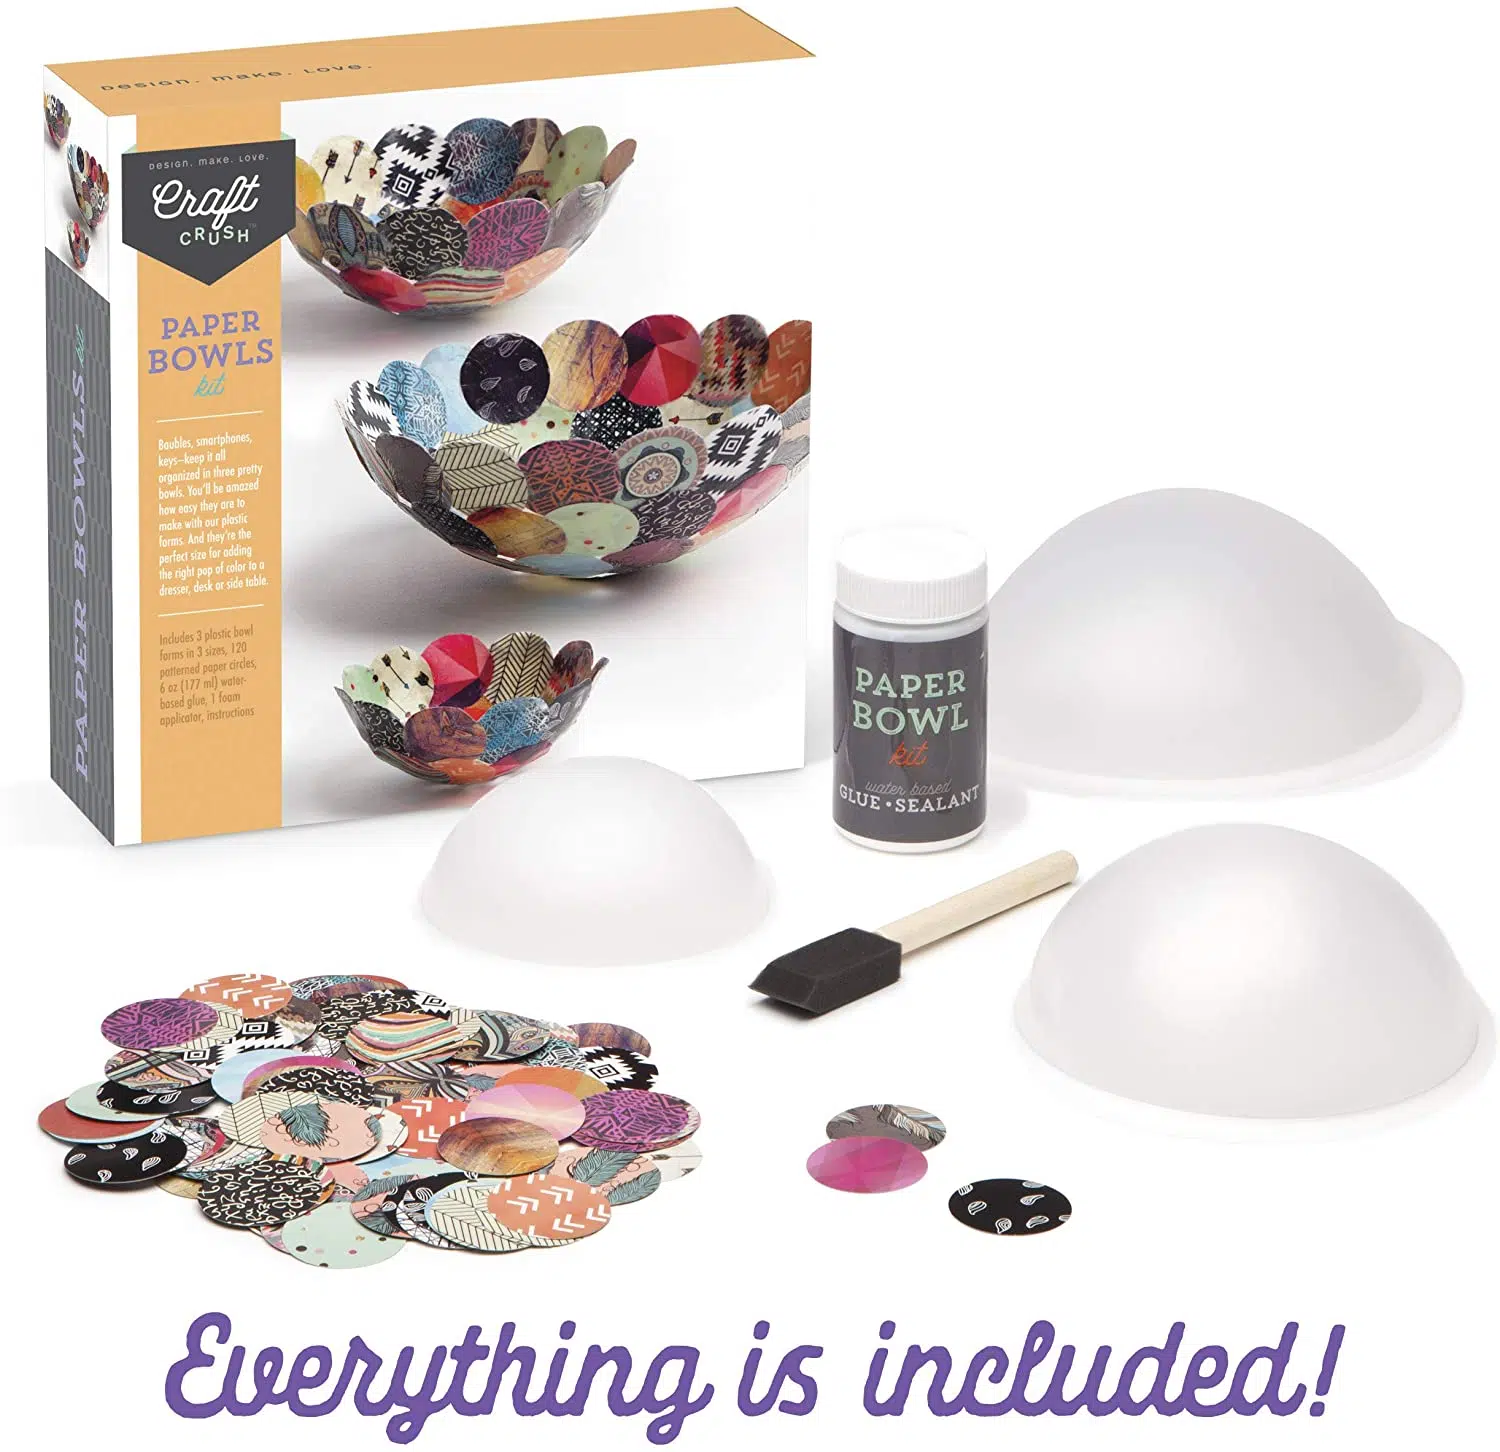 DESIGN. make. LOVE.
DESIGN. make. LOVE.
Craft
CRUSH™
PAPER
BOWLS
kit
Baubles, smartphones,
keys–keep it all
organized in three pretty
bowls. You'll be amazed
how easy they are to
make with our plastic
forms. And they're the
perfect size for adding
the right pop of color to a
dresser, desk or side table.
Includes 3 plastic bowl
forms in 3 sizes, 120
patterned paper circles,
6 oz (177 ml) water-
based glue, 1 foam
applicator, instructions
PAPER BOWLS kit
PAPER
BOWL
kit
water based
GLUE • SEALANT
Everything is included!